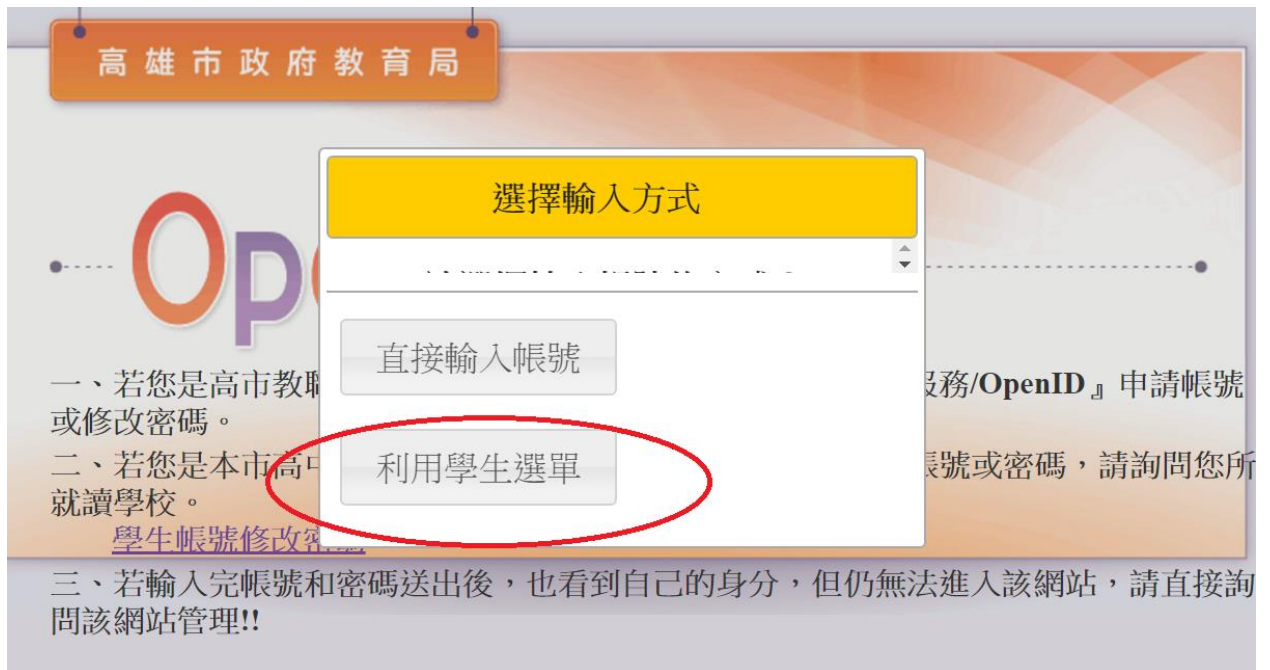 高雄市政府教育局
選擇輸入方式
Op
直接輸入帳號
利用學生選單
一、若您是高市教 服務/OpenID』申請帳號
或修改密碼。
二、若您是本市高中 帳號或密碼，請詢問您所
就讀學校。
學生帳號修改密碼
三、若輸入完帳號和密碼送出後，也看到自己的身分，但仍無法進入該網站，請直接詢
問該網站管理!!